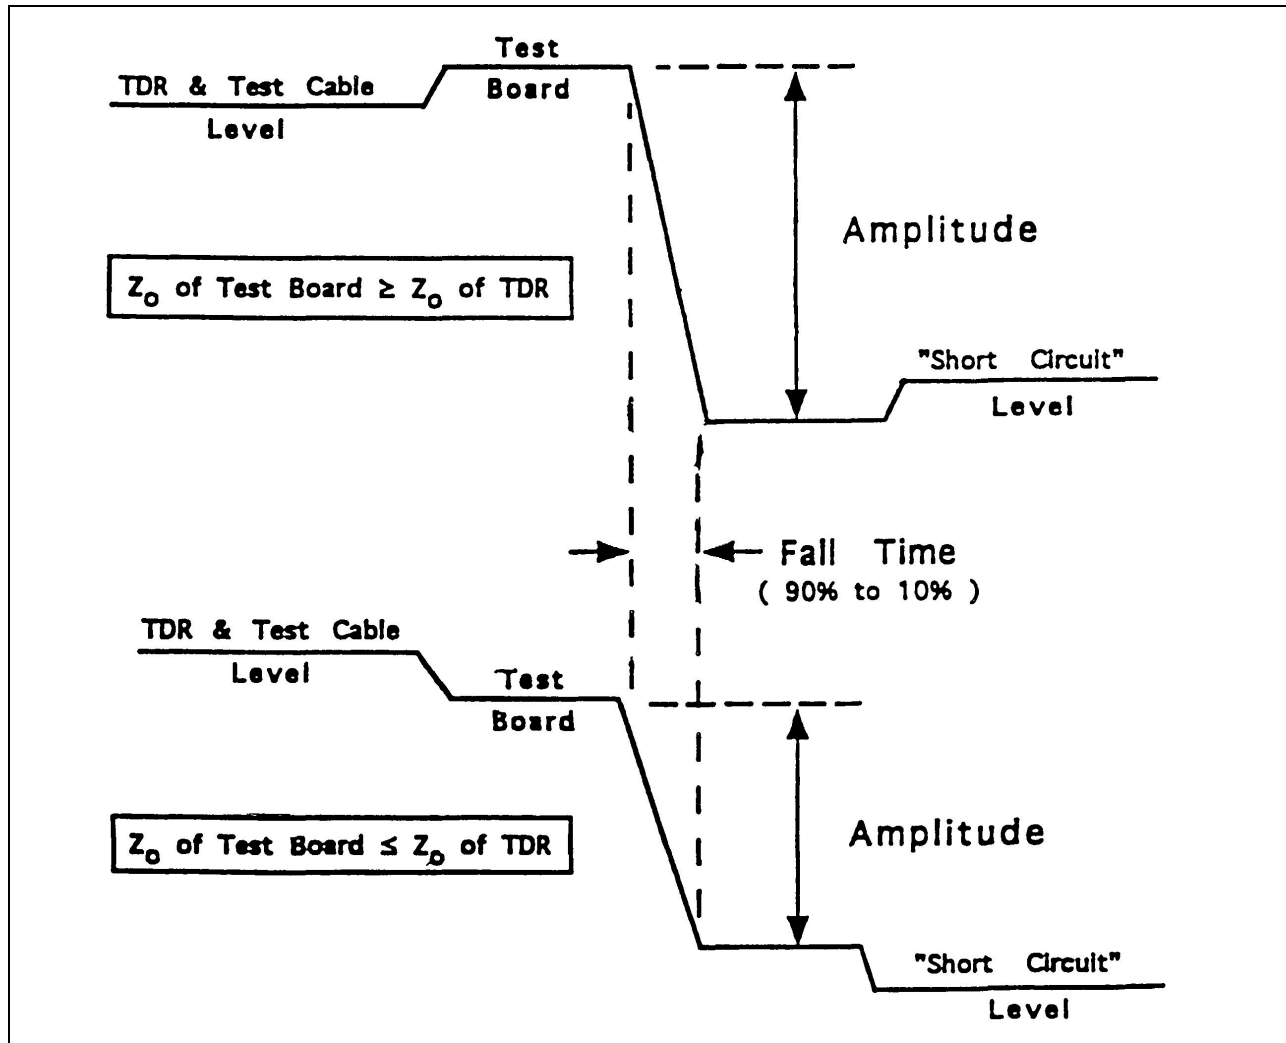 Test
Board
TDR & Test Cable
Level
Amplitude
Z₀ of Test Board ≥ Z₀ of TDR
"Short Circuit"
Level
Fall Time
( 90% to 10% )
TDR & Test Cable
Level
Test
Board
Amplitude
Z₀ of Test Board ≤ Z₀ of TDR
"Short Circuit"
Level